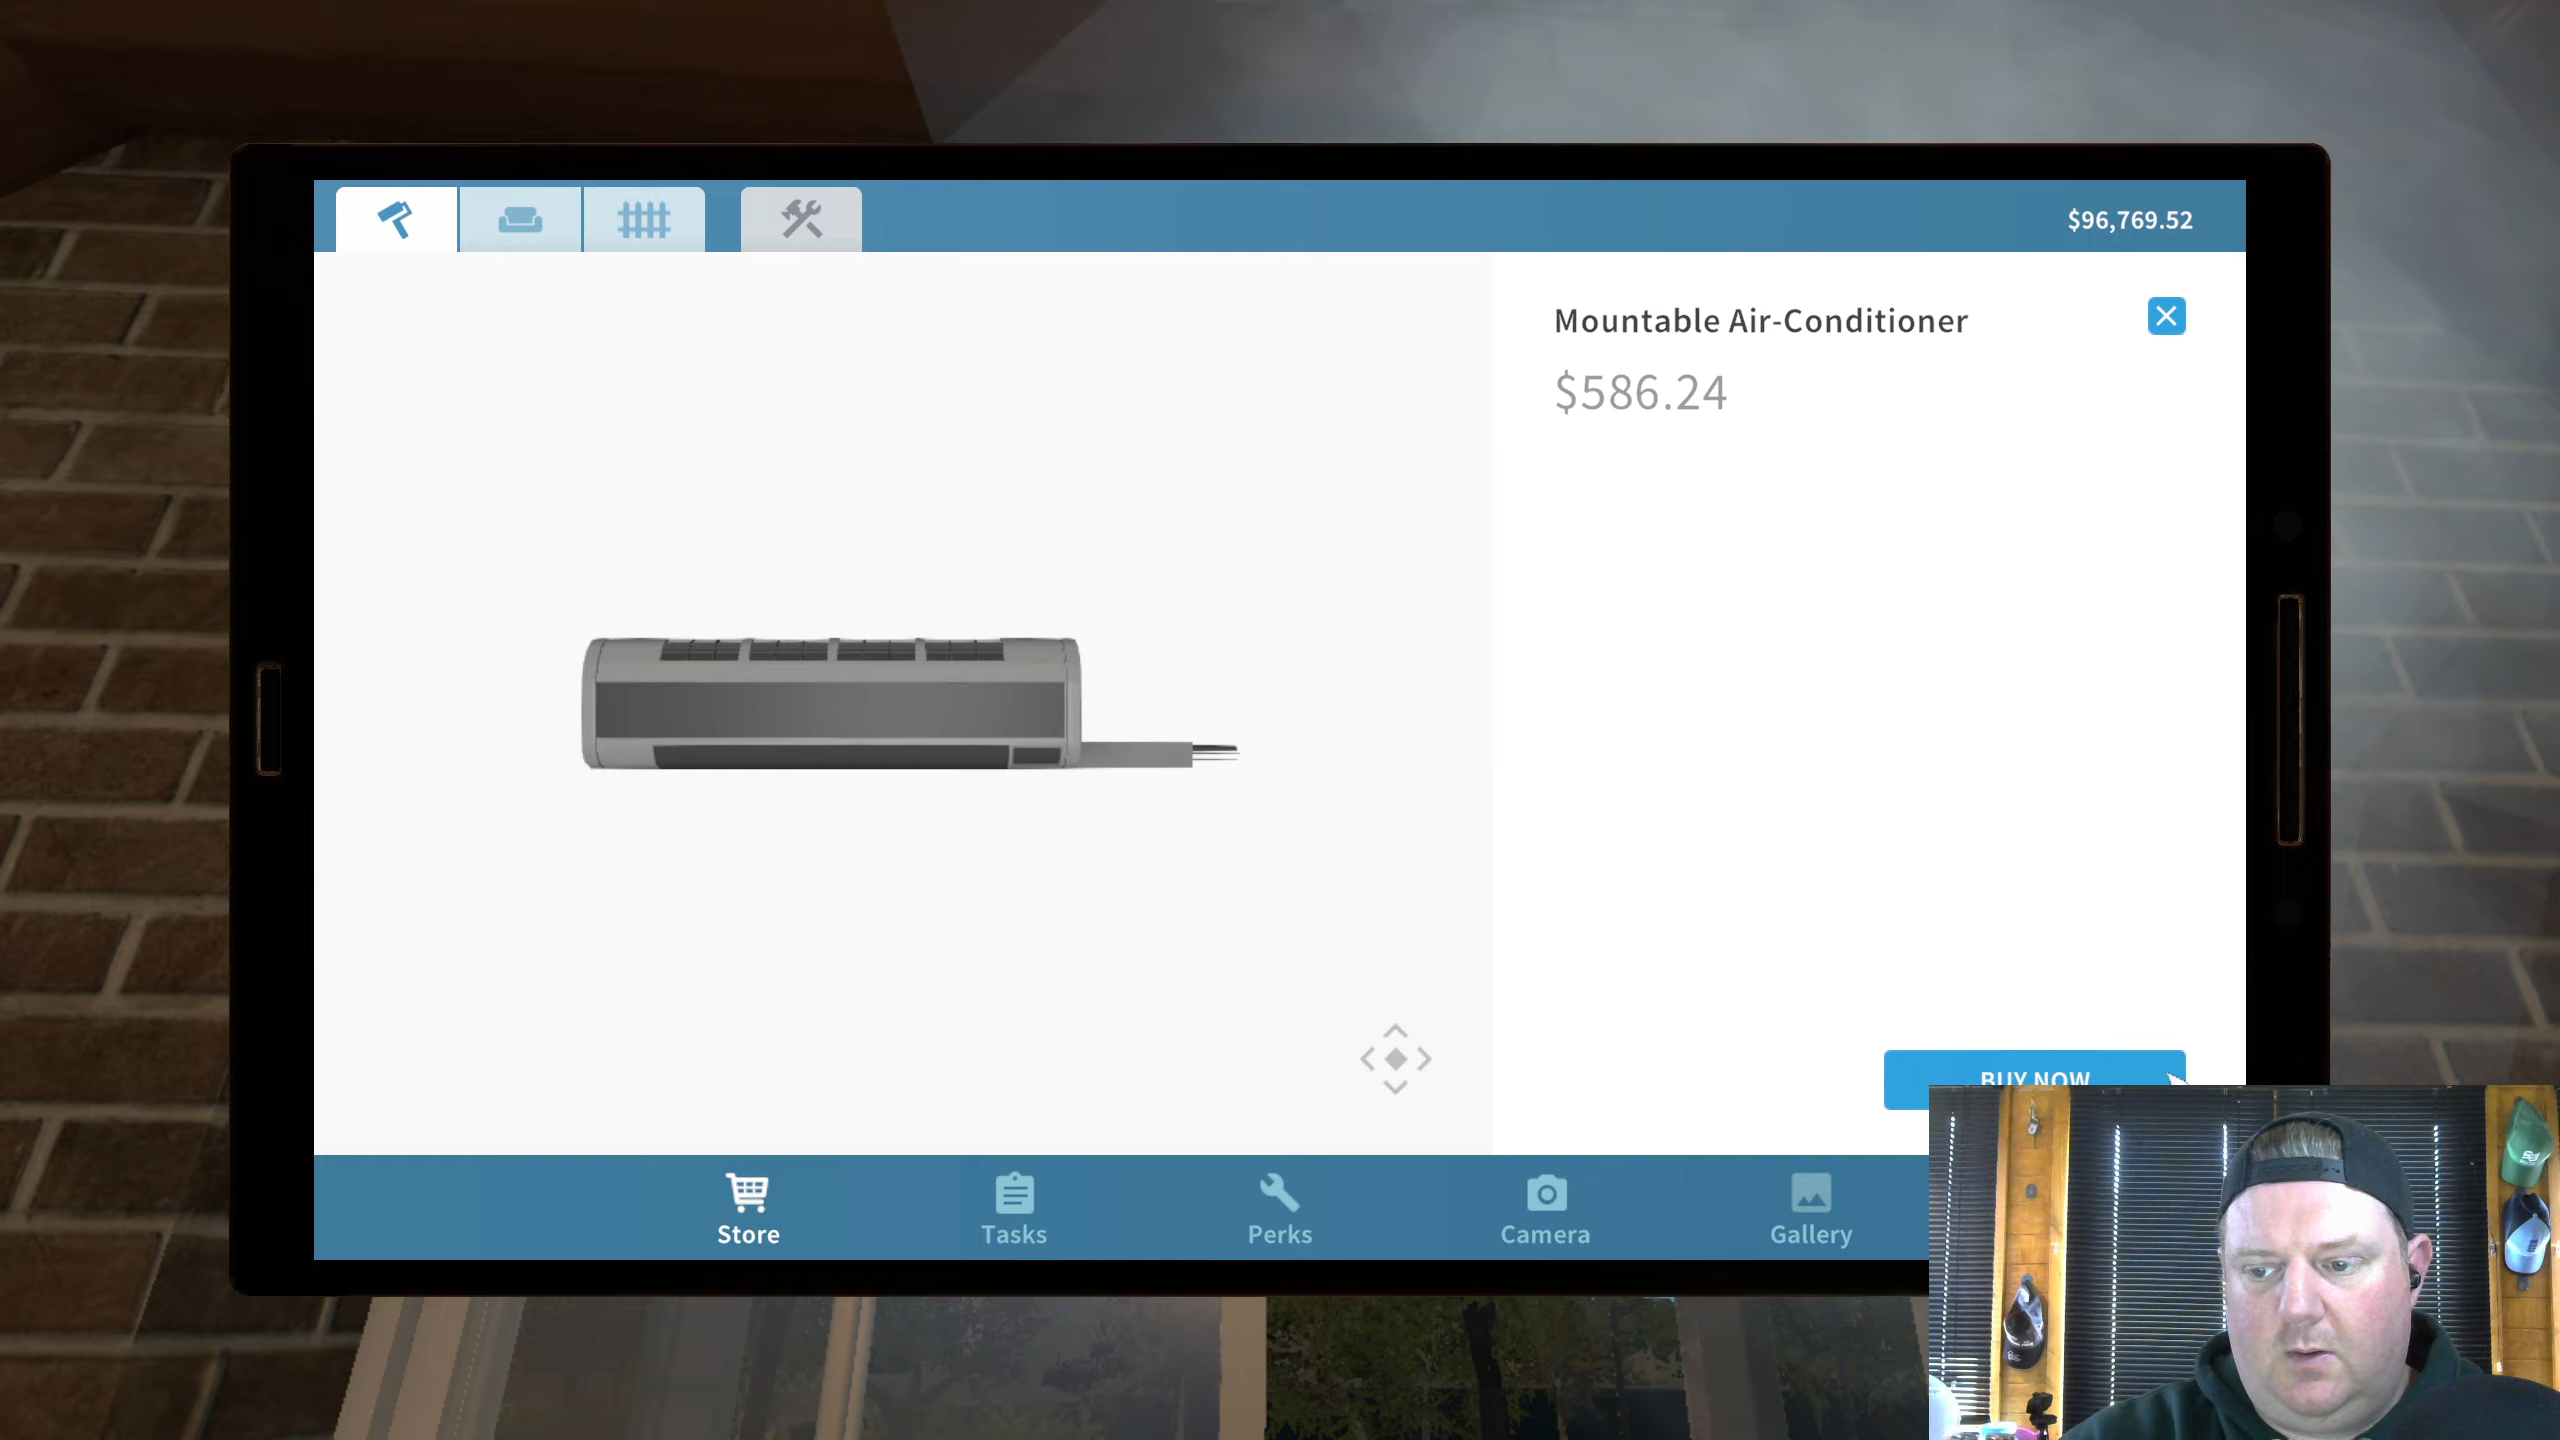 $96,769.52
Mountable Air-Conditioner
$586.24
BUY NOW
Store
Tasks
Perks
Camera
Gallery